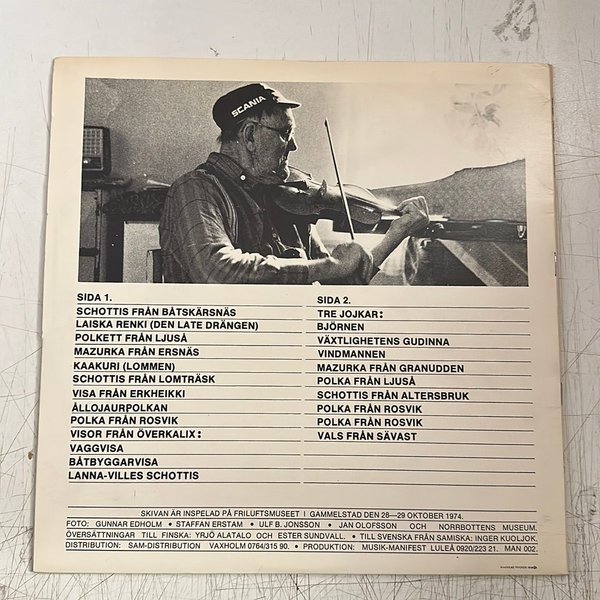 SCANIA
SIDA 1.
SCHOTTIS FRÅN BÅTSKÄRSNÄS
LAISKA RENKI (DEN LATE DRÄNGEN)
POLKETT FRÅN LJUSÅ
MAZURKA FRÅN ERSNÄS
KAAKURI (LOMMEN)
SCHOTTIS FRÅN LOMTRÄSK
VISA FRÅN ERKHEIKKI
ÅLLOJAURPOLKAN
POLKA FRÅN ROSVIK
VISOR FRÅN ÖVERKALIX:
VAGGVISA
BÅTBYGGARVISA
LANNA-VILLES SCHOTTIS
SIDA 2.
TRE JOJKAR:
BJÖRNEN
VÄXTLIGHETENS GUDINNA
VINDMANNEN
MAZURKA FRÅN GRANUDDEN
POLKA FRÅN LJUSÅ
SCHOTTIS FRÅN ALTERSBRUK
POLKA FRÅN ROSVIK
POLKA FRÅN ROSVIK
VALS FRÅN SÄVAST
SKIVAN ÄR INSPELAD PÅ FRILUFTSMUSEET I GAMMELSTAD DEN 26—29 OKTOBER 1974.
FOTO: GUNNAR EDHOLM • STAFFAN ERSTAM • ULF B. JONSSON • JAN OLOFSSON OCH NORRBOTTENS MUSEUM.
ÖVERSÄTTNINGAR TILL FINSKA: YRJÖ ALATALO OCH ESTER SUNDVALL. • TILL SVENSKA FRÅN SAMISKA: INGER KUOLJOK.
DISTRIBUTION: SAM-DISTRIBUTION VAXHOLM 0764/315 90. • PRODUKTION: MUSIK-MANIFEST LULEÅ 0920/223 21. MAN 002.